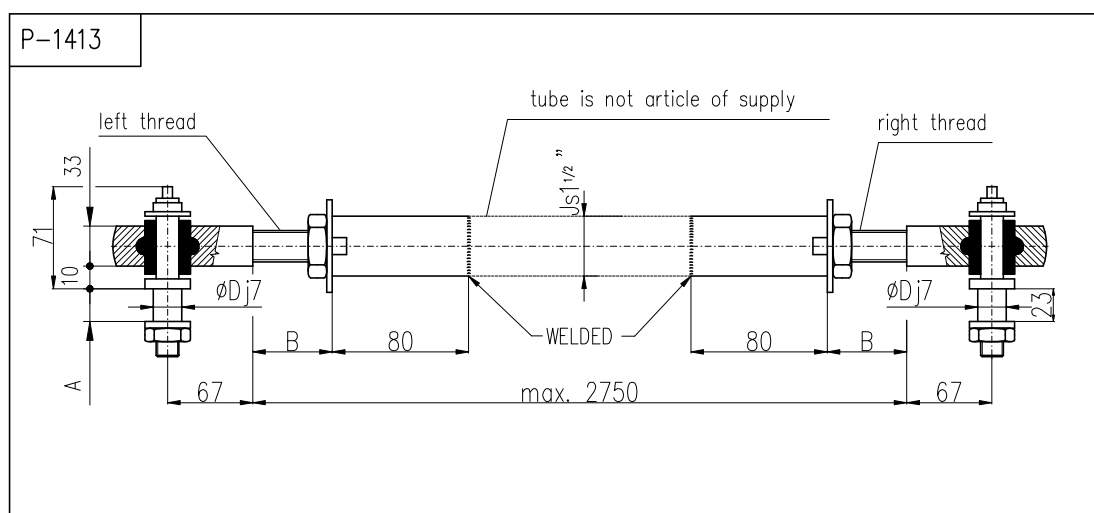 P-1413
tube is not article of supply
left thread
right thread
33
Js1 1/2 "
71
10
ØDj7
ØDj7
23
B
80
WELDED
80
B
A
67
max. 2750
67